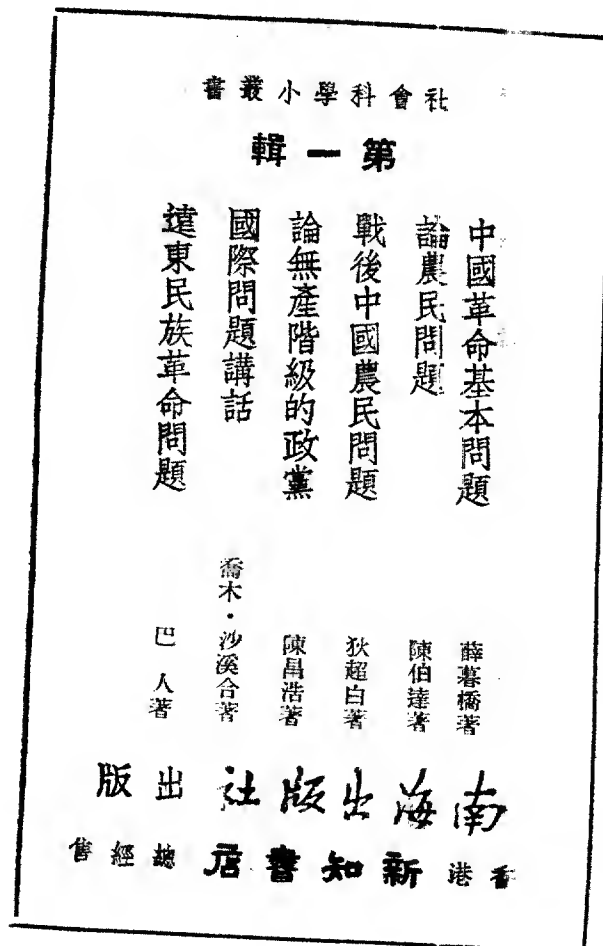 社會科學小叢書
第一輯
中國革命基本問題 薛暮橋著
論農民問題 陳伯達著
戰後中國農民問題 狄超白著
論無產階級的政黨 陳昌浩著
國際問題講話 喬木・沙溪合著
遠東民族革命問題 巴人著
南海出版社出版
香港新知書店總經售